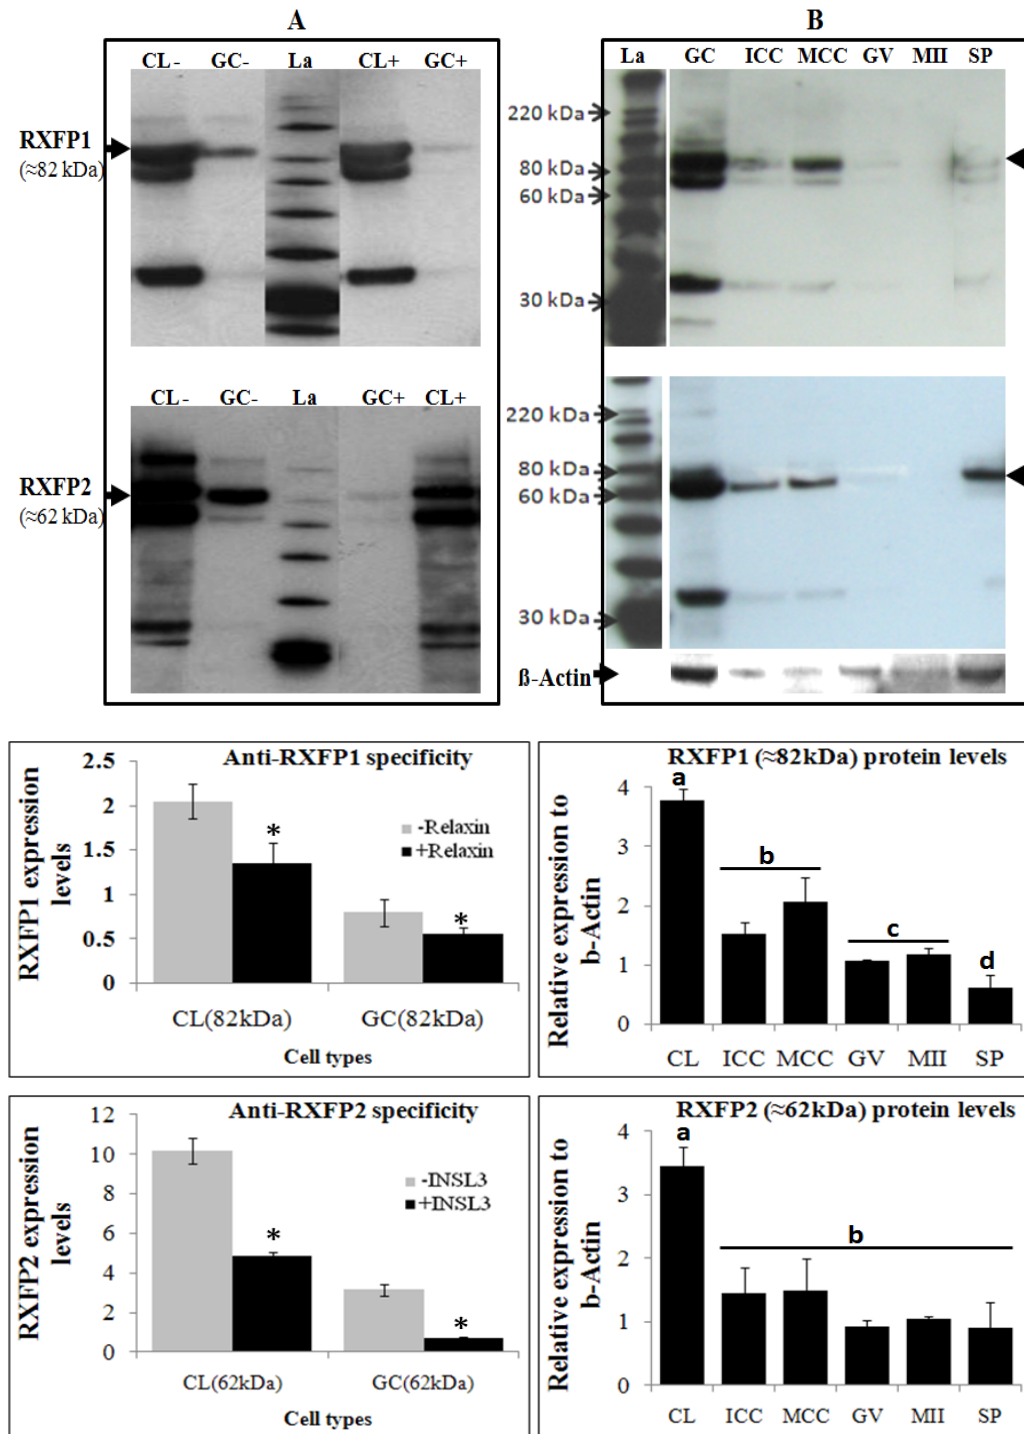 A
B
CL- GC- La CL+ GC+
RXFP1
(≈82 kDa)
CL- GC- La GC+ CL+
RXFP2
(≈62 kDa)
La GC ICC MCC GV MII SP
220 kDa
80 kDa
60 kDa
30 kDa
220 kDa
80 kDa
60 kDa
30 kDa
ß-Actin
Anti-RXFP1 specificity
RXFP1 expression
levels
2.5
2
1.5
1
0.5
0
-Relaxin
+Relaxin
*
*
CL(82kDa) GC(82kDa)
Cell types
RXFP1 (≈82kDa) protein levels
Relative expression to
b-Actin
4
3
2
1
0
a
b
c
d
CL ICC MCC GV MII SP
Anti-RXFP2 specificity
RXFP2 expression
levels
12
10
8
6
4
2
0
-INSL3
+INSL3
*
*
CL(62kDa) GC(62kDa)
Cell types
RXFP2 (≈62kDa) protein levels
Relative expression to
b-Actin
4
3
2
1
0
a
b
CL ICC MCC GV MII SP